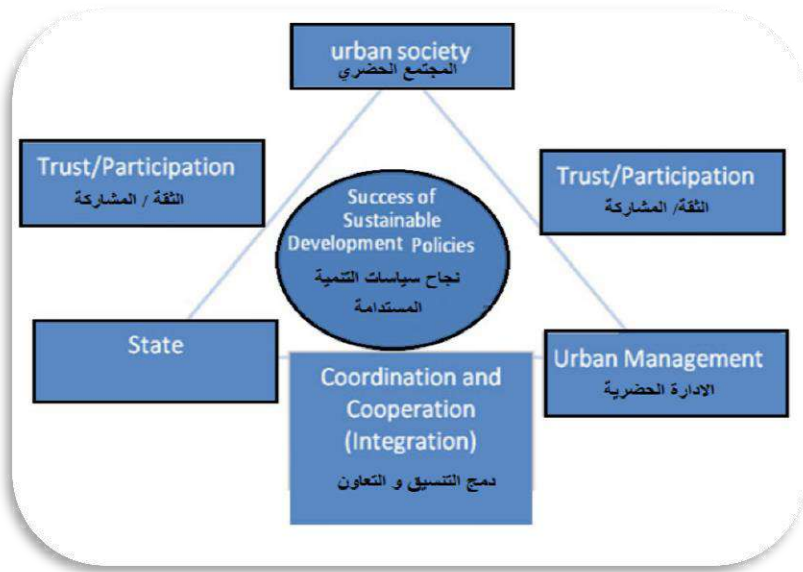 urban society
المجتمع الحضري
Trust/Participation
الثقة / المشاركة
Trust/Participation
الثقة/ المشاركة
Success of
Sustainable
Development Policies
نجاح سياسات التنمية
المستدامة
State
Coordination and
Cooperation
(Integration)
دمج التنسيق و التعاون
Urban Management
الادارة الحضرية